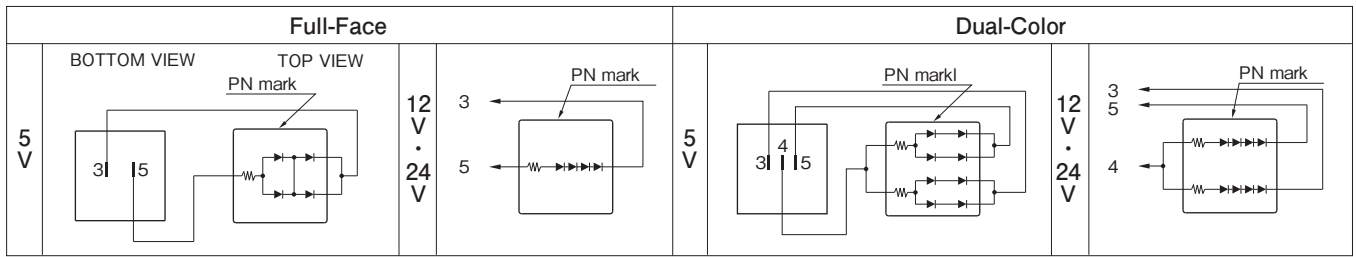 Full-Face
Dual-Color
5
V
BOTTOM VIEW
TOP VIEW
PN mark
3
5
12
V
・
24
V
PN mark
3
5
5
V
PN markl
3
4
5
12
V
・
24
V
PN mark
3
5
4